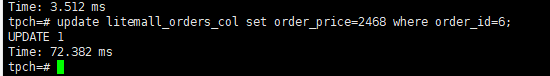 Time: 3.512 ms
tpch=# update litemall_orders_col set order_price=2468 where order_id=6;
UPDATE 1
Time: 72.382 ms
tpch=#